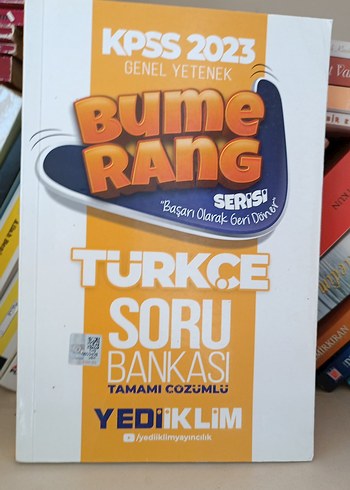 KPSS 2023
GENEL YETENEK
BUMe
RANG
SERİSİ
"Başarı Olarak Geri Döner"
TÜRKÇE
SORU
BANKASI
TAMAMI ÇÖZÜMLÜ
YEDİİKLİM
/yediiklimyayıncılık